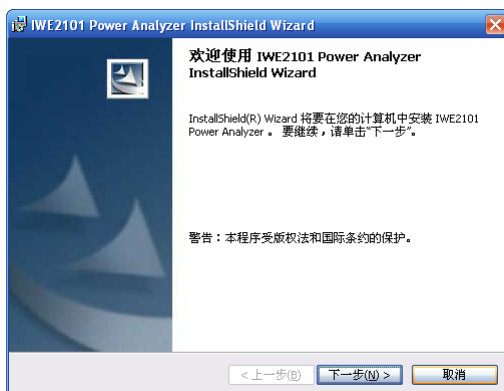 IWE2101 Power Analyzer InstallShield Wizard
欢迎使用 IWE2101 Power Analyzer
InstallShield Wizard
InstallShield(R) Wizard 将要在您的计算机中安装 IWE2101
Power Analyzer 。 要继续，请单击“下一步”。
警告：本程序受版权法和国际条约的保护。
< 上一步(B)
下一步(N) >
取消